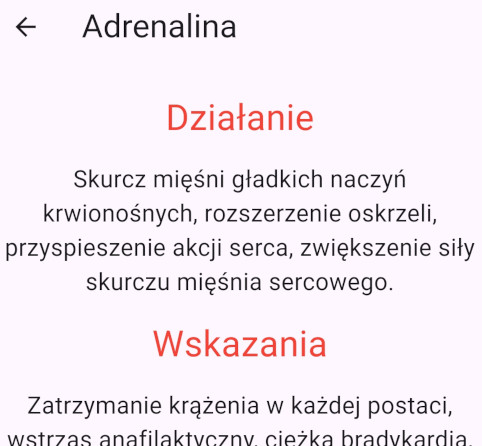 Adrenalina
Działanie
Skurcz mięśni gładkich naczyń
krwionośnych, rozszerzenie oskrzeli,
przyspieszenie akcji serca, zwiększenie siły
skurczu mięśnia sercowego.
Wskazania
Zatrzymanie krążenia w każdej postaci,
wstrząs anafilaktyczny, ciężka bradykardia,